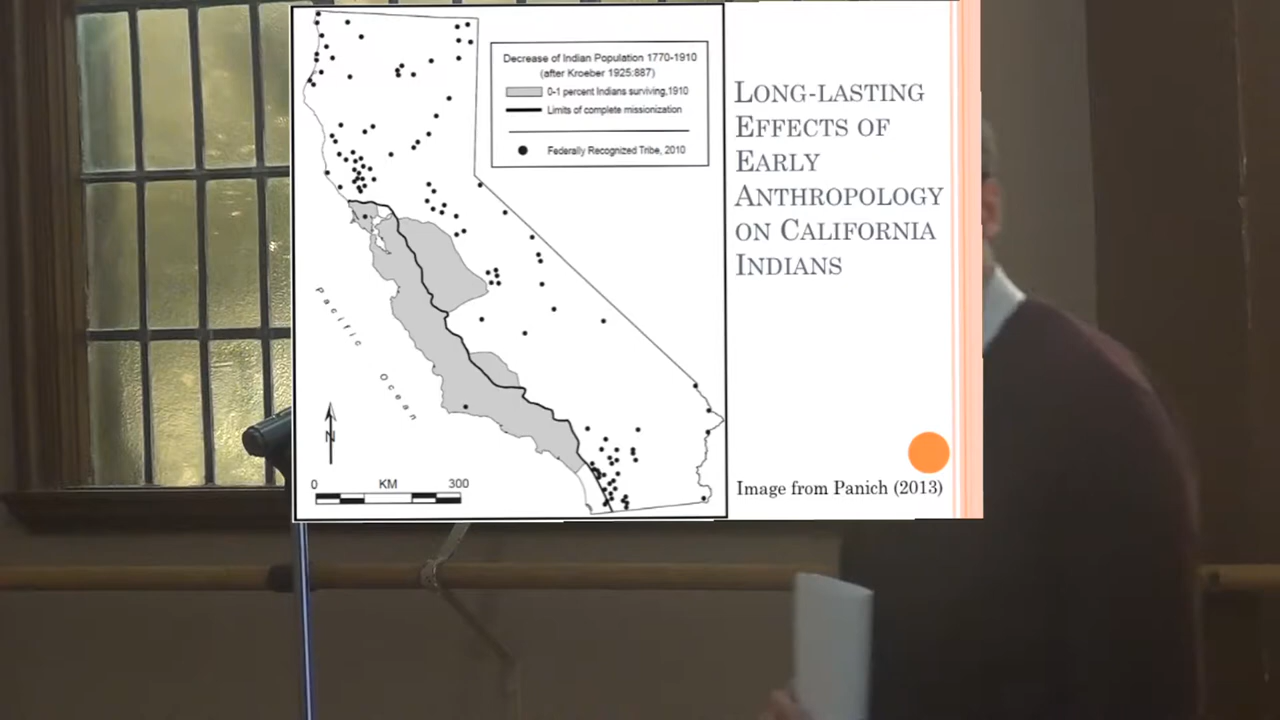 Decrease of Indian Population 1770-1910
(after Kroeber 1925:887)
0-1 percent Indians surviving,1910
Limits of complete missionization
Federally Recognized Tribe, 2010
Pacific Ocean
N
0 KM 300
LONG-LASTING
EFFECTS OF
EARLY
ANTHROPOLOGY
ON CALIFORNIA
INDIANS
Image from Panich (2013)